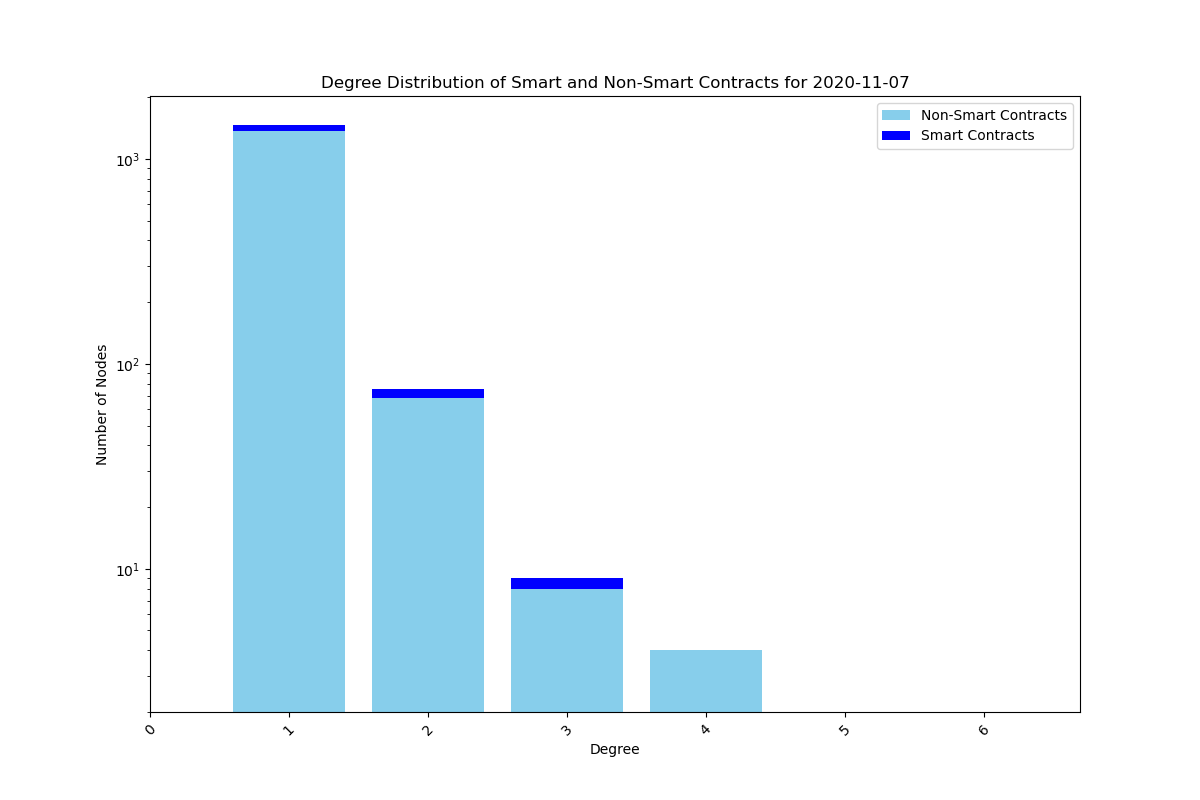 Degree Distribution of Smart and Non-Smart Contracts for 2020-11-07
Non-Smart Contracts
Smart Contracts
Number of Nodes
10³
10²
10¹
0 1 2 3 4 5 6
Degree